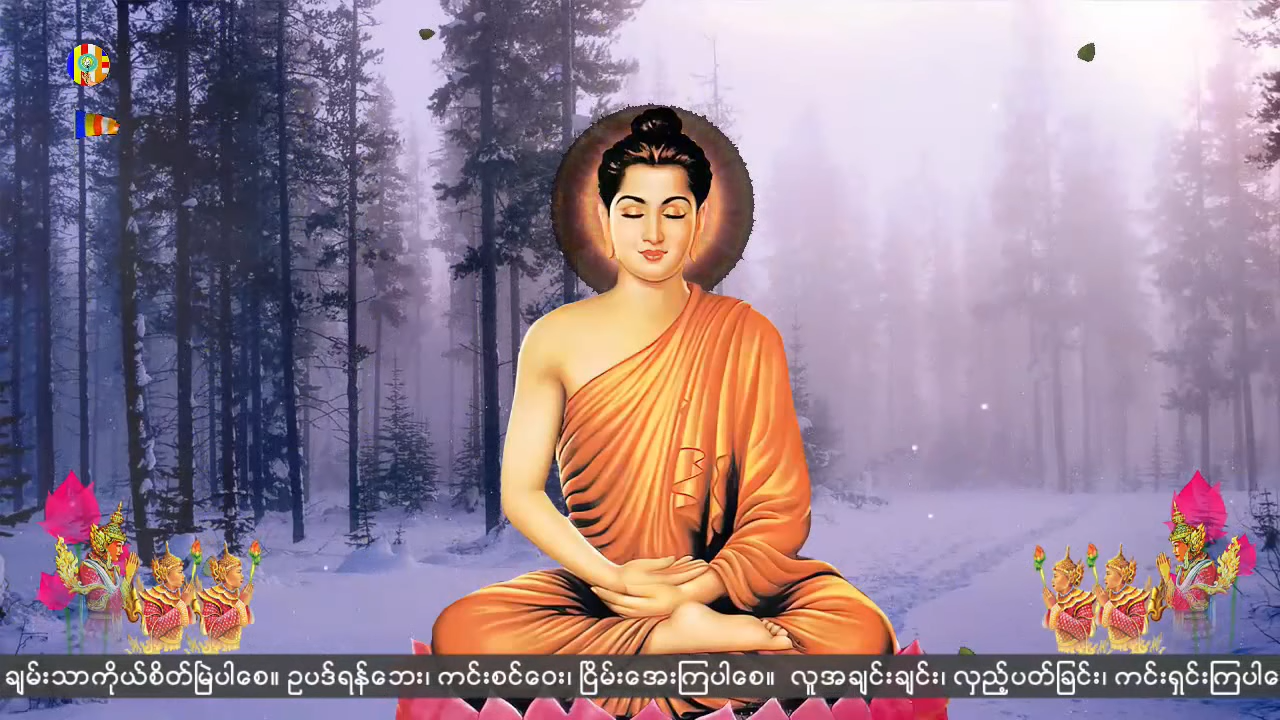 ချမ်းသာကိုယ်စိတ်မြဲပါစေ။ ဥပဒ်ရန်ဘေး၊ ကင်းစင်ဝေး၊ ငြိမ်းအေးကြပါစေ။ လူအချင်းချင်း၊ လှည့်ပတ်ခြင်း၊ ကင်းရှင်းကြပါစေ